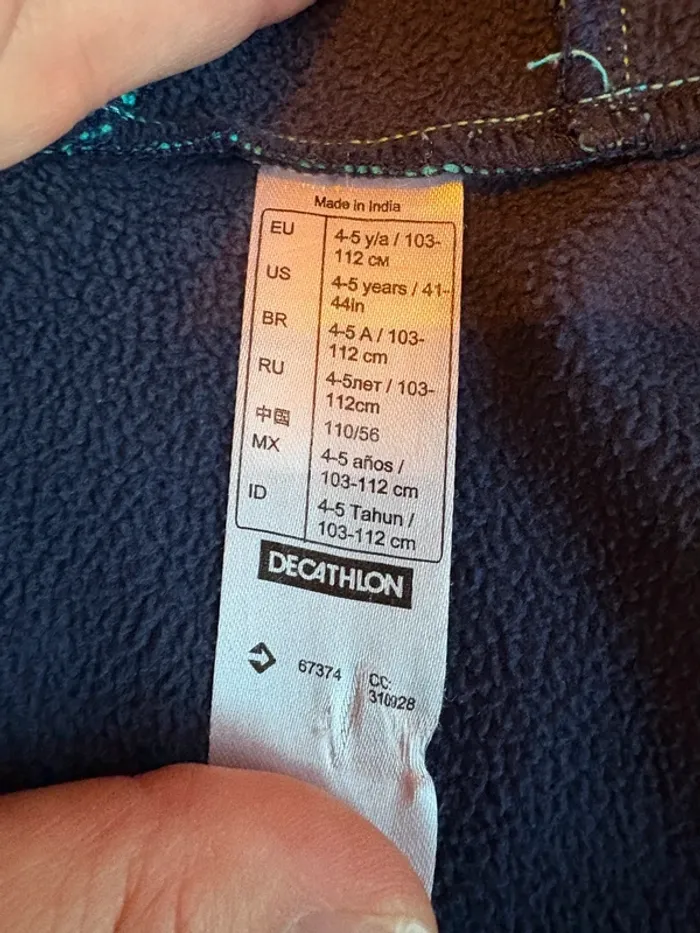 Made in India
EU 4-5 y/a / 103-
112 см
US 4-5 years / 41-
44in
BR 4-5 A / 103-
112 cm
RU 4-5лет / 103-
112cm
中国 110/56
MX 4-5 años /
103-112 cm
ID 4-5 Tahun /
103-112 cm
DECATHLON
67374 CC:
310928